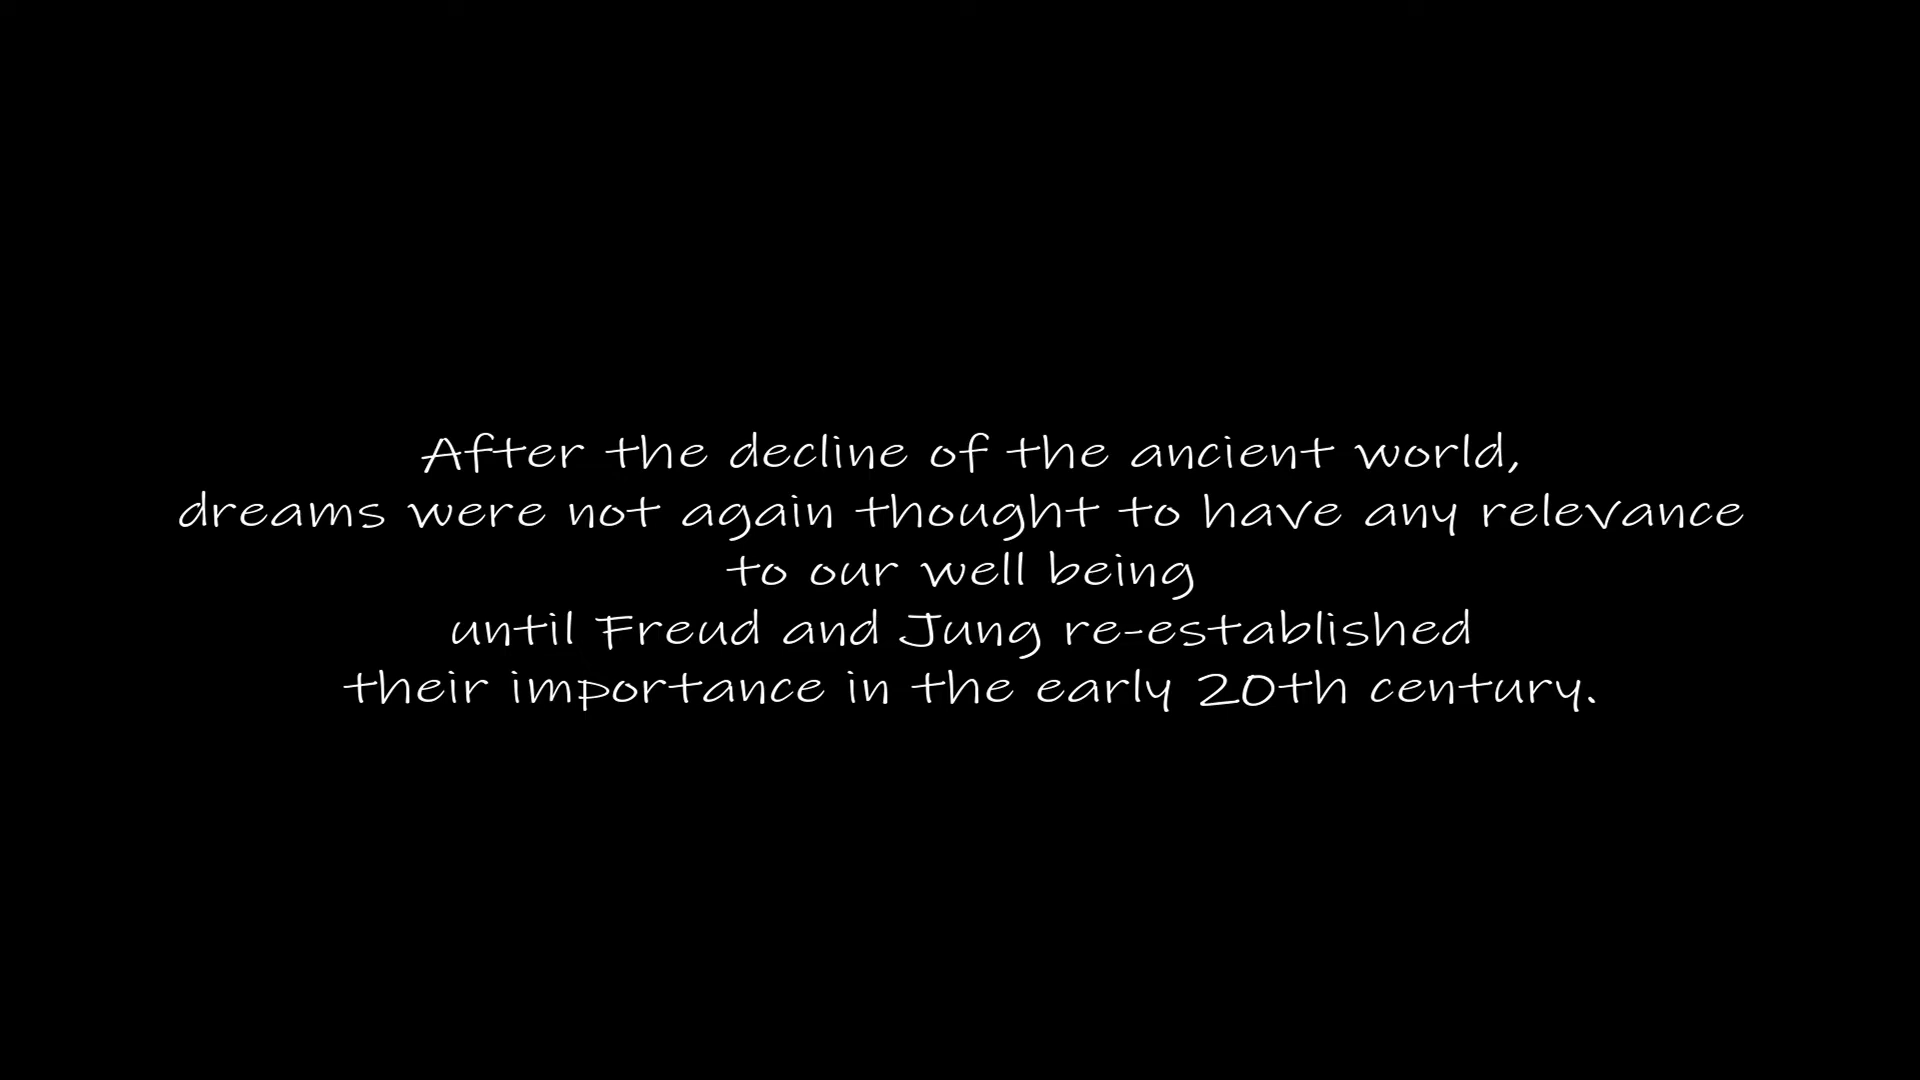 After the decline of the ancient world,
dreams were not again thought to have any relevance
to our well being
until Freud and Jung re-established
their importance in the early 20th century.